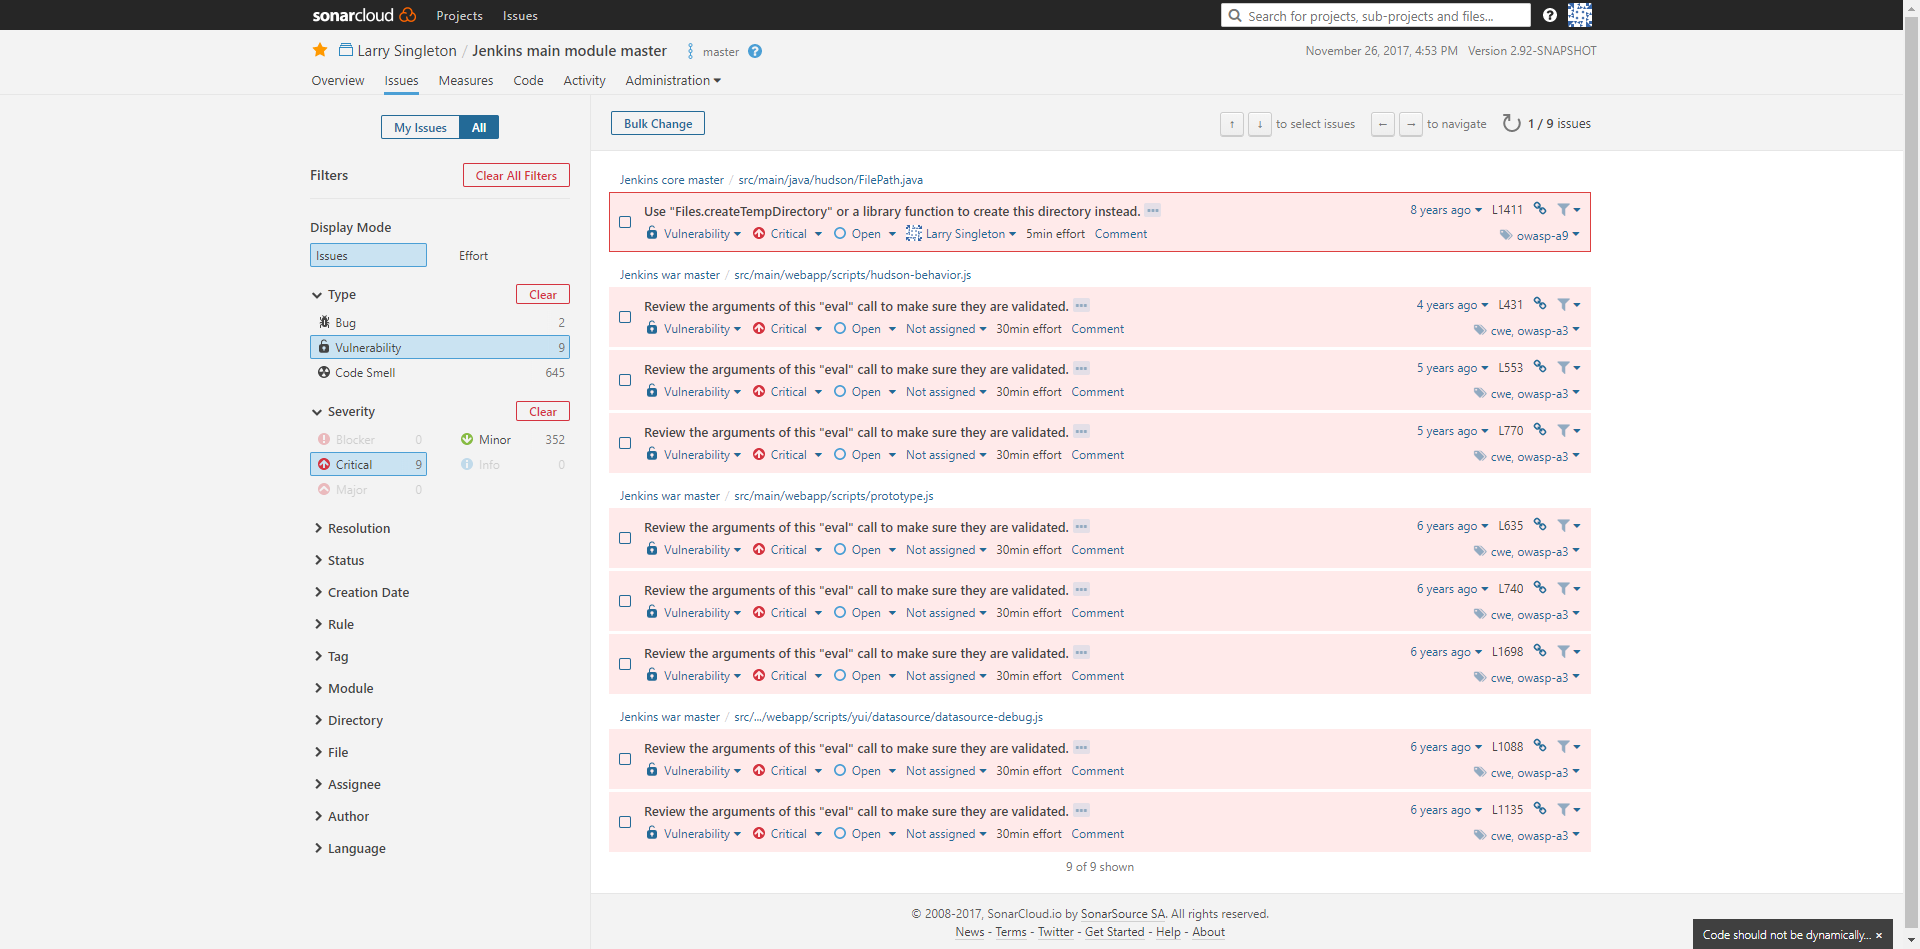 sonarcloud Projects Issues Search for projects, sub-projects and files... ?
Larry Singleton / Jenkins main module master master ? November 26, 2017, 4:53 PM Version 2.92-SNAPSHOT
Overview Issues Measures Code Activity Administration
My Issues All
Filters Clear All Filters
Display Mode
Issues Effort
Type Clear
Bug 2
Vulnerability 9
Code Smell 645
Severity Clear
Blocker 0 Minor 352
Critical 9 Info 0
Major 0
Resolution
Status
Creation Date
Rule
Tag
Module
Directory
File
Assignee
Author
Language
Bulk Change ↑ ↓ to select issues ← → to navigate 1 / 9 issues
Jenkins core master / src/main/java/hudson/FilePath.java
Use "Files.createTempDirectory" or a library function to create this directory instead. ... 8 years ago L1411
Vulnerability Critical Open Larry Singleton 5min effort Comment owasp-a9
Jenkins war master / src/main/webapp/scripts/hudson-behavior.js
Review the arguments of this "eval" call to make sure they are validated. ... 4 years ago L431
Vulnerability Critical Open Not assigned 30min effort Comment cwe, owasp-a3
Review the arguments of this "eval" call to make sure they are validated. ... 5 years ago L553
Vulnerability Critical Open Not assigned 30min effort Comment cwe, owasp-a3
Review the arguments of this "eval" call to make sure they are validated. ... 5 years ago L770
Vulnerability Critical Open Not assigned 30min effort Comment cwe, owasp-a3
Jenkins war master / src/main/webapp/scripts/prototype.js
Review the arguments of this "eval" call to make sure they are validated. ... 6 years ago L635
Vulnerability Critical Open Not assigned 30min effort Comment cwe, owasp-a3
Review the arguments of this "eval" call to make sure they are validated. ... 6 years ago L740
Vulnerability Critical Open Not assigned 30min effort Comment cwe, owasp-a3
Review the arguments of this "eval" call to make sure they are validated. ... 6 years ago L1698
Vulnerability Critical Open Not assigned 30min effort Comment cwe, owasp-a3
Jenkins war master / src/.../webapp/scripts/yui/datasource/datasource-debug.js
Review the arguments of this "eval" call to make sure they are validated. ... 6 years ago L1088
Vulnerability Critical Open Not assigned 30min effort Comment cwe, owasp-a3
Review the arguments of this "eval" call to make sure they are validated. ... 6 years ago L1135
Vulnerability Critical Open Not assigned 30min effort Comment cwe, owasp-a3
9 of 9 shown
© 2008-2017, SonarCloud.io by SonarSource SA. All rights reserved.
News - Terms - Twitter - Get Started - Help - About
Code should not be dynamically... ×